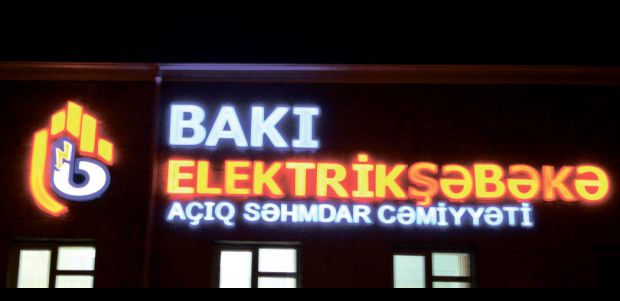 BAKI
ELEKTRİKŞƏBƏKƏ
AÇIQ SƏHMDAR CƏMİYYƏTİ